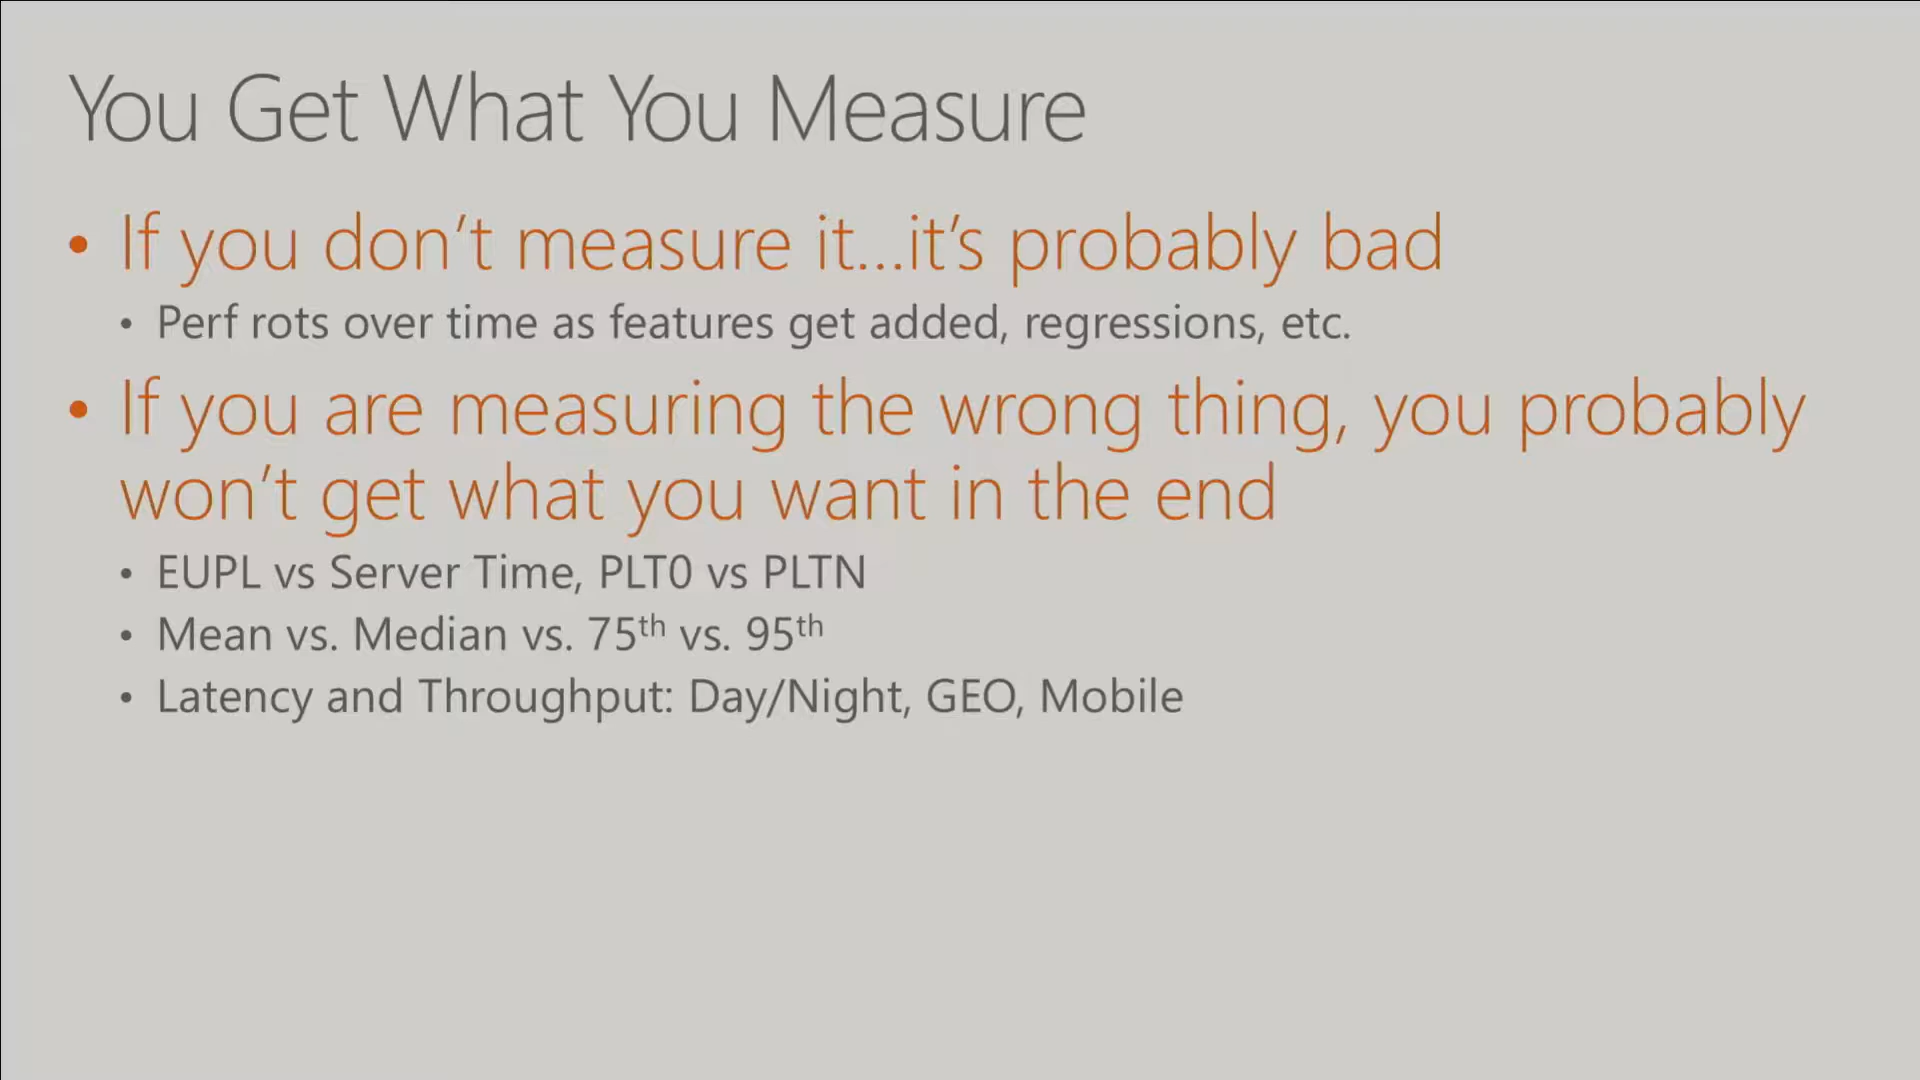 You Get What You Measure
• If you don’t measure it...it’s probably bad
• Perf rots over time as features get added, regressions, etc.
• If you are measuring the wrong thing, you probably
won’t get what you want in the end
• EUPL vs Server Time, PLT0 vs PLTN
• Mean vs. Median vs. 75th vs. 95th
• Latency and Throughput: Day/Night, GEO, Mobile